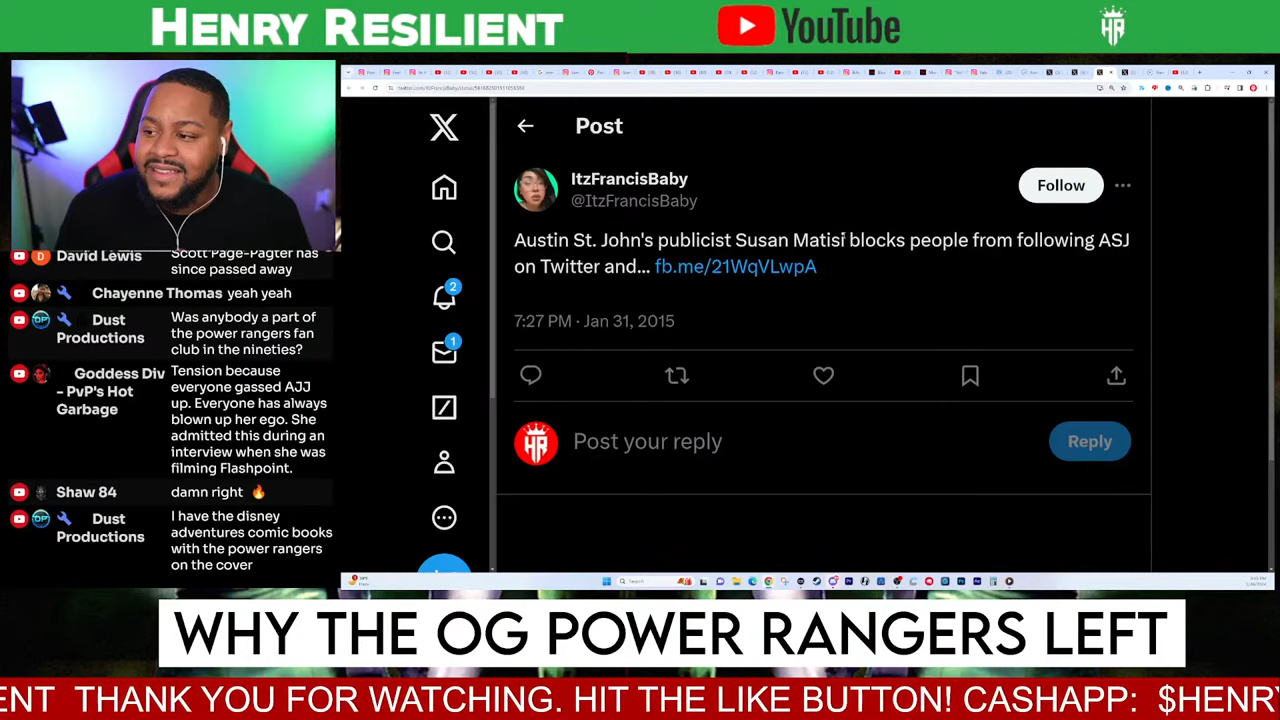 HENRY RESILIENT
YouTube
HR
Post
ItzFrancisBaby
@ItzFrancisBaby
Follow
Austin St. John's publicist Susan Matisi blocks people from following ASJ
on Twitter and... fb.me/21WqVLwpA
7:27 PM · Jan 31, 2015
2
1
HR
Post your reply
Reply
David Lewis
Scott Page-Pagter has
since passed away
Chayenne Thomas yeah yeah
Dust
Productions
Was anybody a part of
the power rangers fan
club in the nineties?
Goddess Div
- PvP's Hot
Garbage
Tension because
everyone gassed AJJ
up. Everyone has always
blown up her ego. She
admitted this during an
interview when she was
filming Flashpoint.
Shaw 84 damn right 🔥
Dust
Productions
I have the disney
adventures comic books
with the power rangers
on the cover
Search
WHY THE OG POWER RANGERS LEFT
ENT THANK YOU FOR WATCHING. HIT THE LIKE BUTTON! CASHAPP: $HENRY